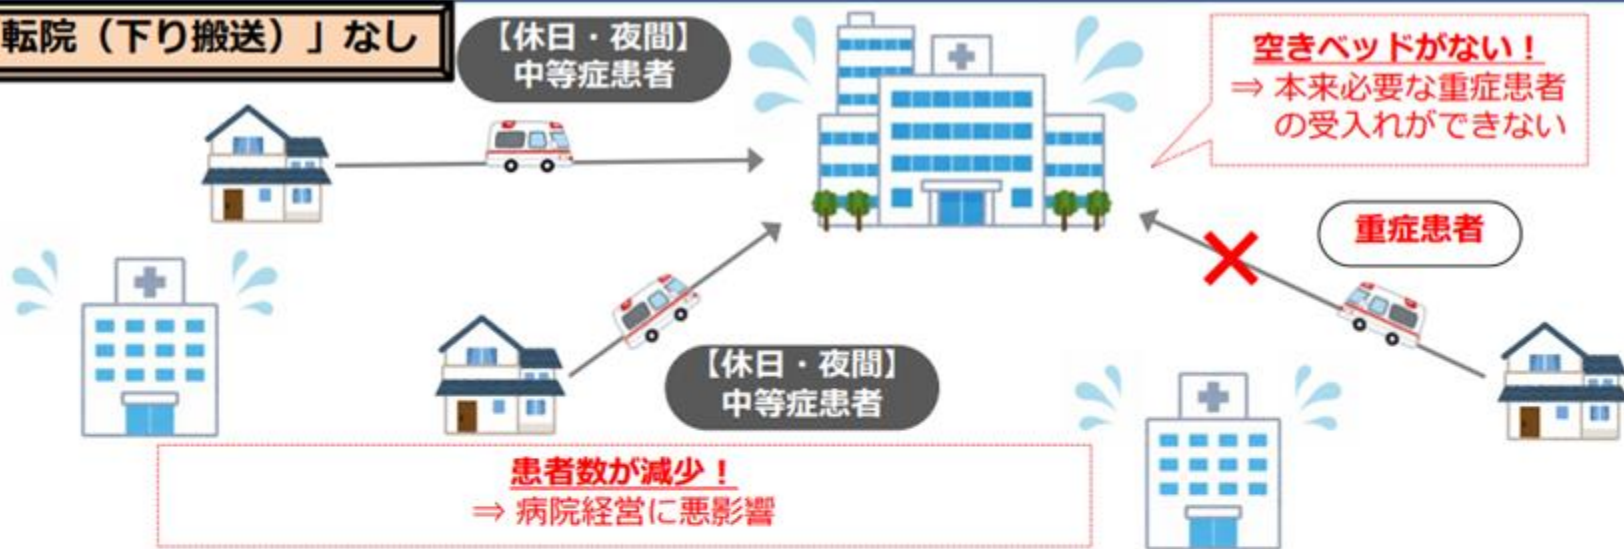 転院（下り搬送）」なし
【休日・夜間】
中等症患者
空きベッドがない！
⇒ 本来必要な重症患者
の受入れができない
重症患者
【休日・夜間】
中等症患者
患者数が減少！
⇒ 病院経営に悪影響